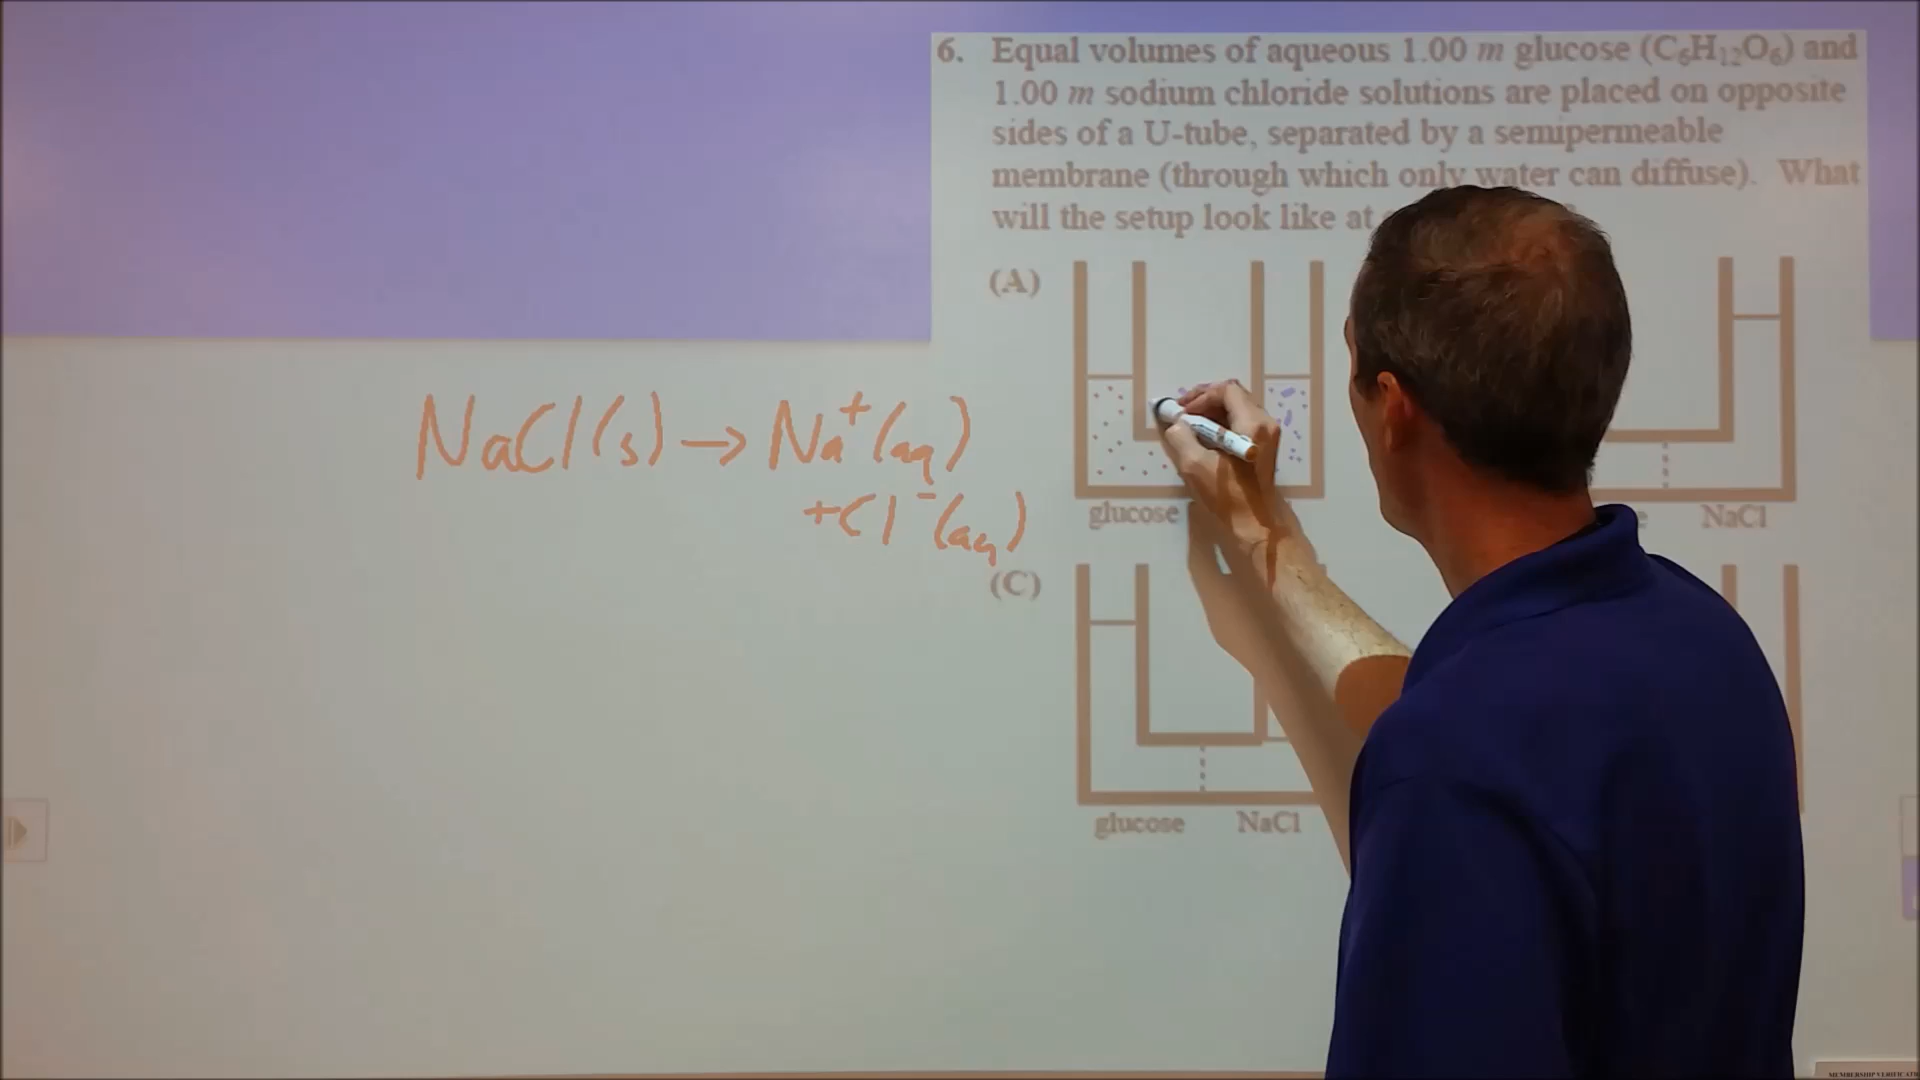 6. Equal volumes of aqueous 1.00 m glucose (C₆H₁₂O₆) and
1.00 m sodium chloride solutions are placed on opposite
sides of a U-tube, separated by a semipermeable
membrane (through which only water can diffuse). What
will the setup look like at
(A)
glucose
NaCl
NaCl(s) → Na⁺(aq)
+Cl⁻(aq)
(C)
glucose NaCl
MEMBERSHIP VERIFICATI